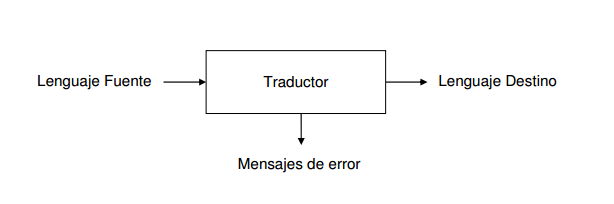 Lenguaje Fuente
Traductor
Lenguaje Destino
Mensajes de error